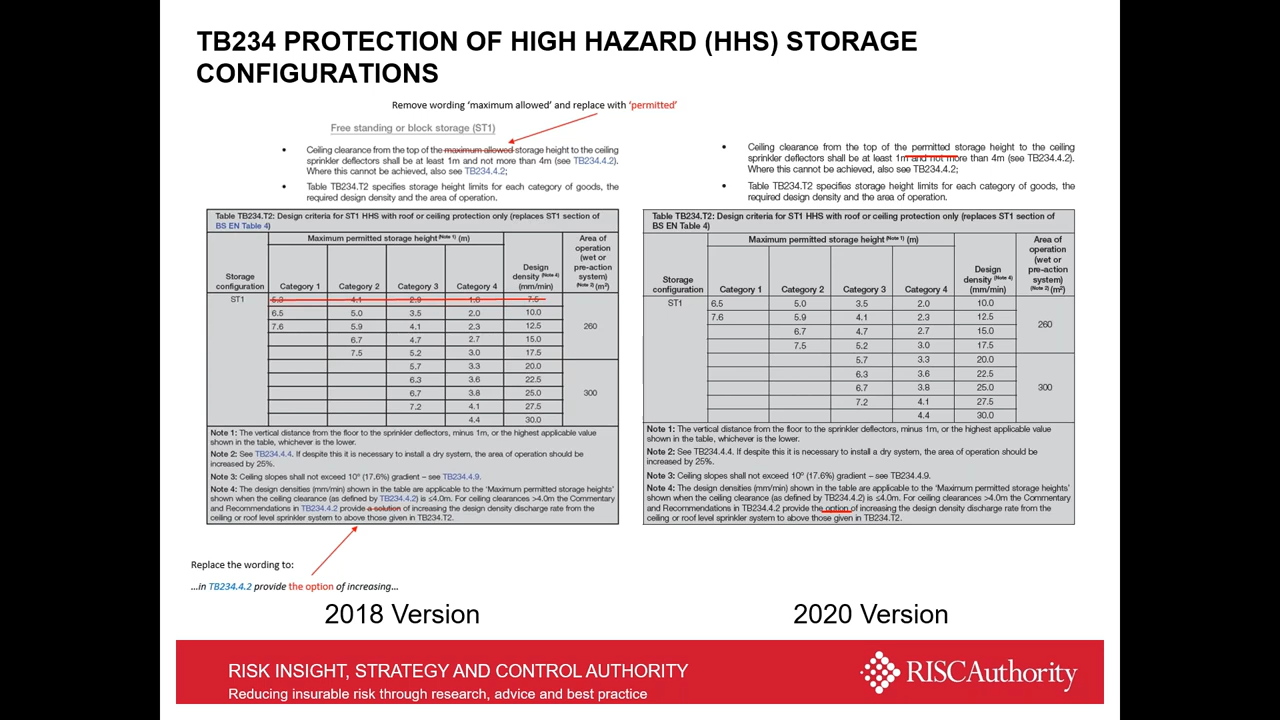 TB234 PROTECTION OF HIGH HAZARD (HHS) STORAGE
CONFIGURATIONS
Remove wording ‘maximum allowed’ and replace with ‘permitted’
Free standing or block storage (ST1)
• Ceiling clearance from the top of the maximum allowed storage height to the ceiling
sprinkler deflectors shall be at least 1m and not more than 4m (see TB234.4.2).
Where this cannot be achieved, also see TB234.4.2;
• Table TB234.T2 specifies storage height limits for each category of goods, the
required design density and the area of operation.
Table TB234.T2: Design criteria for ST1 HHS with roof or ceiling protection only (replaces ST1 section of
BS EN Table 4)
Storage configuration Maximum permitted storage height (Note 1) (m) Design density (Note 4) (mm/min) Area of operation (wet or pre-action system) (Note 2) (m²)
Category 1 Category 2 Category 3 Category 4
ST1 5.3 4.1 2.9 1.6 7.5 260
6.5 5.0 3.5 2.0 10.0
7.6 5.9 4.1 2.3 12.5
6.7 4.7 2.7 15.0
7.5 5.2 3.0 17.5
5.7 3.3 20.0 300
6.3 3.6 22.5
6.7 3.8 25.0
7.2 4.1 27.5
4.4 30.0
Note 1: The vertical distance from the floor to the sprinkler deflectors, minus 1m, or the highest applicable value
shown in the table, whichever is the lower.
Note 2: See TB234.4.4. If despite this it is necessary to install a dry system, the area of operation should be
increased by 25%.
Note 3: Ceiling slopes shall not exceed 10º (17.6%) gradient – see TB234.4.9.
Note 4: The design densities (mm/min) shown in the table are applicable to the ‘Maximum permitted storage heights’
shown when the ceiling clearance (as defined by TB234.4.2) is ≤4.0m. For ceiling clearances >4.0m the Commentary
and Recommendations in TB234.4.2 provide a solution of increasing the design density discharge rate from the
ceiling or roof level sprinkler system to above those given in TB234.T2.
Replace the wording to:
…in TB234.4.2 provide the option of increasing…
2018 Version
• Ceiling clearance from the top of the permitted storage height to the ceiling
sprinkler deflectors shall be at least 1m and not more than 4m (see TB234.4.2).
Where this cannot be achieved, also see TB234.4.2;
• Table TB234.T2 specifies storage height limits for each category of goods, the
required design density and the area of operation.
Table TB234.T2: Design criteria for ST1 HHS with roof or ceiling protection only (replaces ST1 section of
BS EN Table 4)
Storage configuration Maximum permitted storage height (Note 1) (m) Design density (Note 4) (mm/min) Area of operation (wet or pre-action system) (Note 2) (m²)
Category 1 Category 2 Category 3 Category 4
ST1 6.5 5.0 3.5 2.0 10.0 260
7.6 5.9 4.1 2.3 12.5
6.7 4.7 2.7 15.0
7.5 5.2 3.0 17.5
5.7 3.3 20.0 300
6.3 3.6 22.5
6.7 3.8 25.0
7.2 4.1 27.5
4.4 30.0
Note 1: The vertical distance from the floor to the sprinkler deflectors, minus 1m, or the highest applicable value
shown in the table, whichever is the lower.
Note 2: See TB234.4.4. If despite this it is necessary to install a dry system, the area of operation should be
increased by 25%.
Note 3: Ceiling slopes shall not exceed 10º (17.6%) gradient – see TB234.4.9.
Note 4: The design densities (mm/min) shown in the table are applicable to the ‘Maximum permitted storage heights’
shown when the ceiling clearance (as defined by TB234.4.2) is ≤4.0m. For ceiling clearances >4.0m the Commentary
and Recommendations in TB234.4.2 provide the option of increasing the design density discharge rate from the
ceiling or roof level sprinkler system to above those given in TB234.T2.
2020 Version
RISK INSIGHT, STRATEGY AND CONTROL AUTHORITY
Reducing insurable risk through research, advice and best practice
RISCAuthority